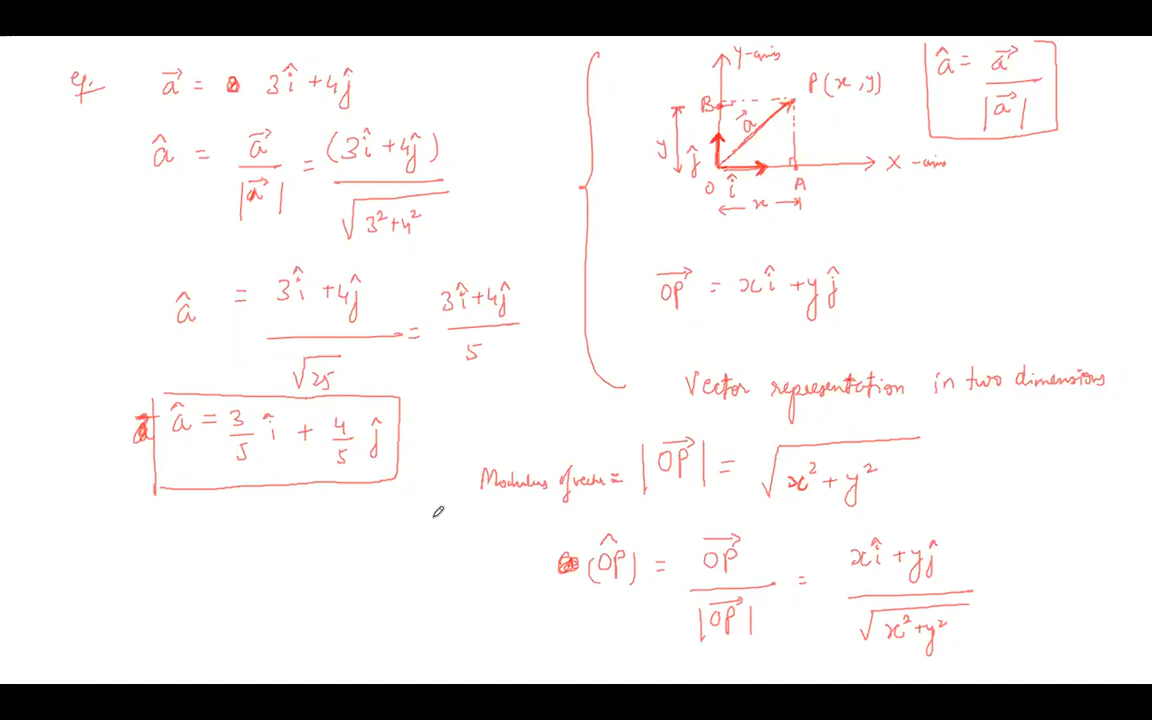 eg. a⃗ = 3î + 4ĵ
â = a⃗ / |a⃗| = (3î + 4ĵ) / √(3² + 4²)
â = (3î + 4ĵ) / √25 = (3î + 4ĵ) / 5
â = 3/5 î + 4/5 ĵ
Y-axis
P(x, y)
B
a⃗
y
ĵ
X-axis
O
î
A
x
â = a⃗ / |a⃗|
OP⃗ = xî + yĵ
Vector representation in two dimensions
Modulus of vector = |OP⃗| = √(x² + y²)
(OP̂) = OP⃗ / |OP⃗| = (xî + yĵ) / √(x² + y²)